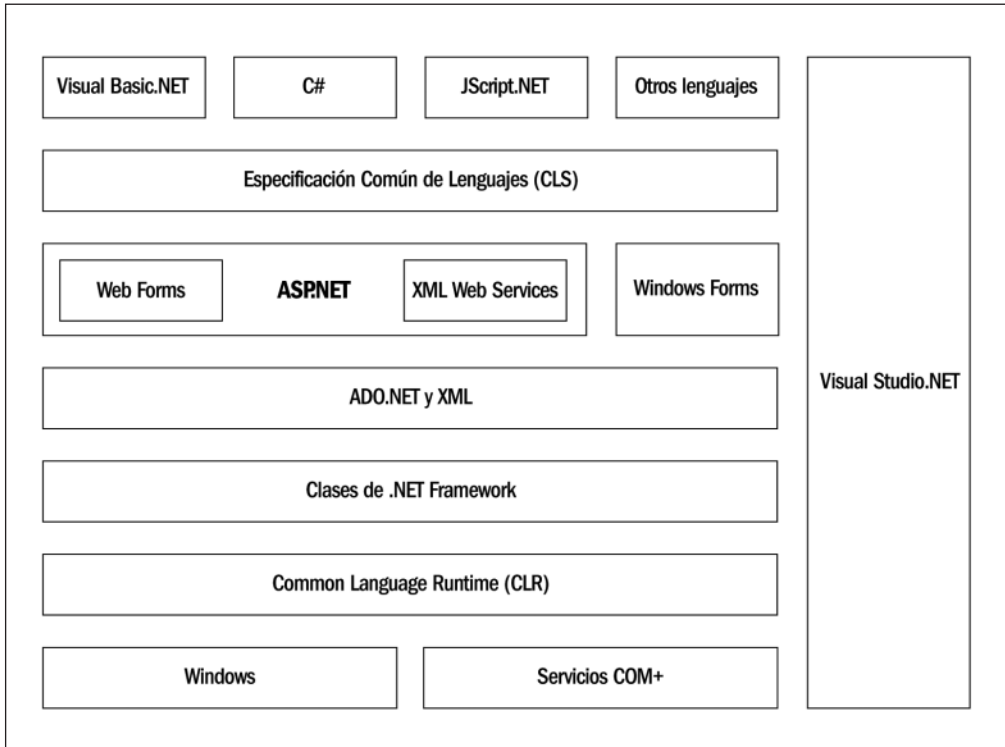 Visual Basic.NET
C#
JScript.NET
Otros lenguajes
Especificación Común de Lenguajes (CLS)
Web Forms
ASP.NET
XML Web Services
Windows Forms
Visual Studio.NET
ADO.NET y XML
Clases de .NET Framework
Common Language Runtime (CLR)
Windows
Servicios COM+